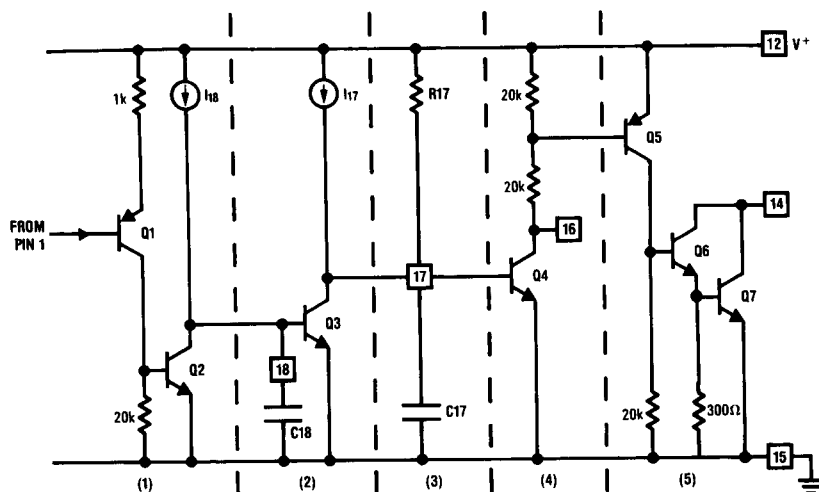 12 V+
1k
I18
I17
R17
20k
Q5
20k
14
FROM
PIN 1
Q1
16
Q6
17
Q4
Q7
Q3
18
Q2
20k
C18
C17
20k
300Ω
15
(1) (2) (3) (4) (5)